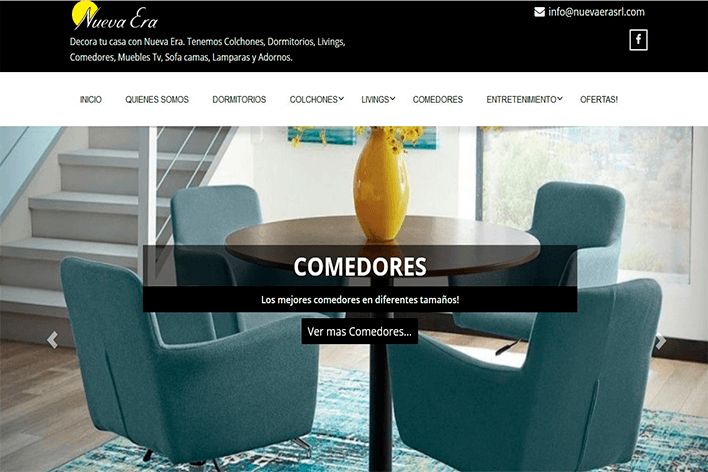 Nueva Era
info@nuevaerasrl.com
Decora tu casa con Nueva Era. Tenemos Colchones, Dormitorios, Livings,
Comedores, Muebles Tv, Sofa camas, Lamparas y Adornos.
f
INICIO QUIENES SOMOS DORMITORIOS COLCHONES LIVINGS COMEDORES ENTRETENIMIENTO OFERTAS!
COMEDORES
Los mejores comedores en diferentes tamaños!
Ver mas Comedores...